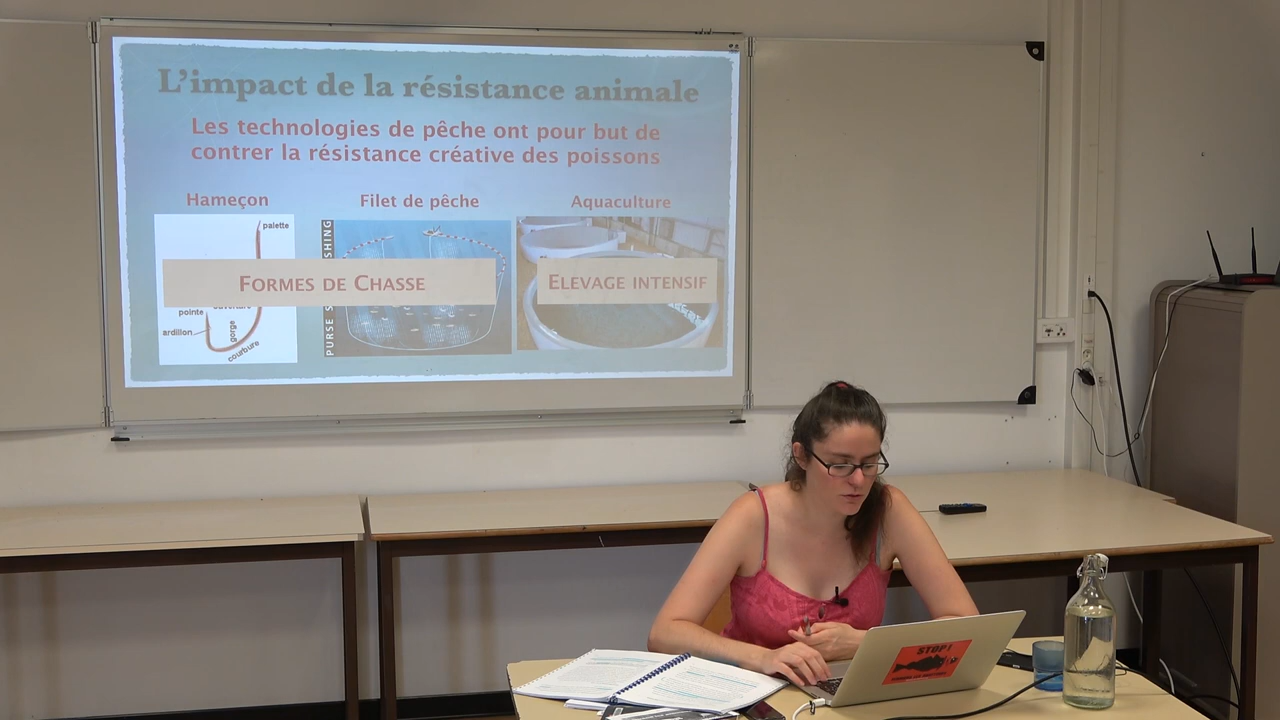 L'impact de la résistance animale
Les technologies de pêche ont pour but de
contrer la résistance créative des poissons
Hameçon
Filet de pêche
Aquaculture
palette
FORMES DE CHASSE
ELEVAGE INTENSIF
pointe
ardillon
gorge
courbure
PURSE
SHING
STOP!